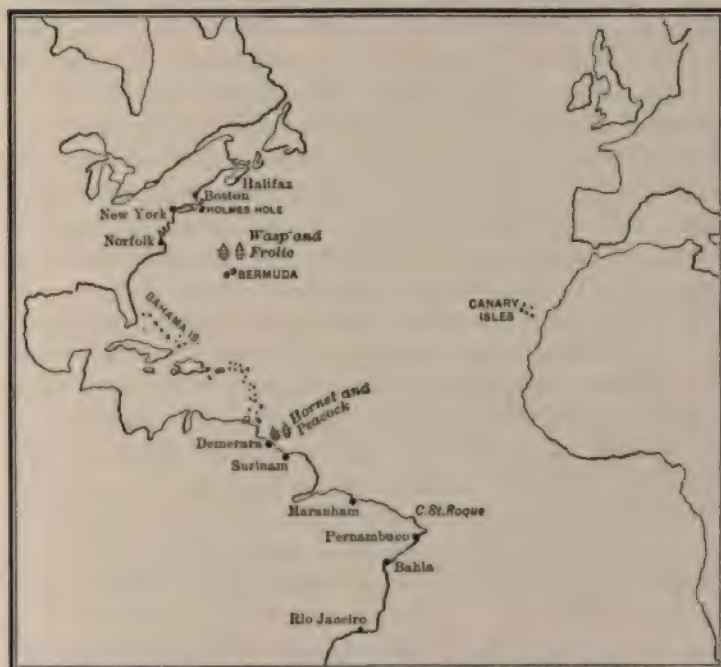 Halifax
Boston
New York
HOLMES HOLE
Norfolk
Wasp and
Frolic
BERMUDA
BAHAMA IS.
CANARY
ISLES
Hornet and
Peacock
Demerara
Surinam
Maranham
C. St. Roque
Pernambuco
Bahia
Rio Janeiro